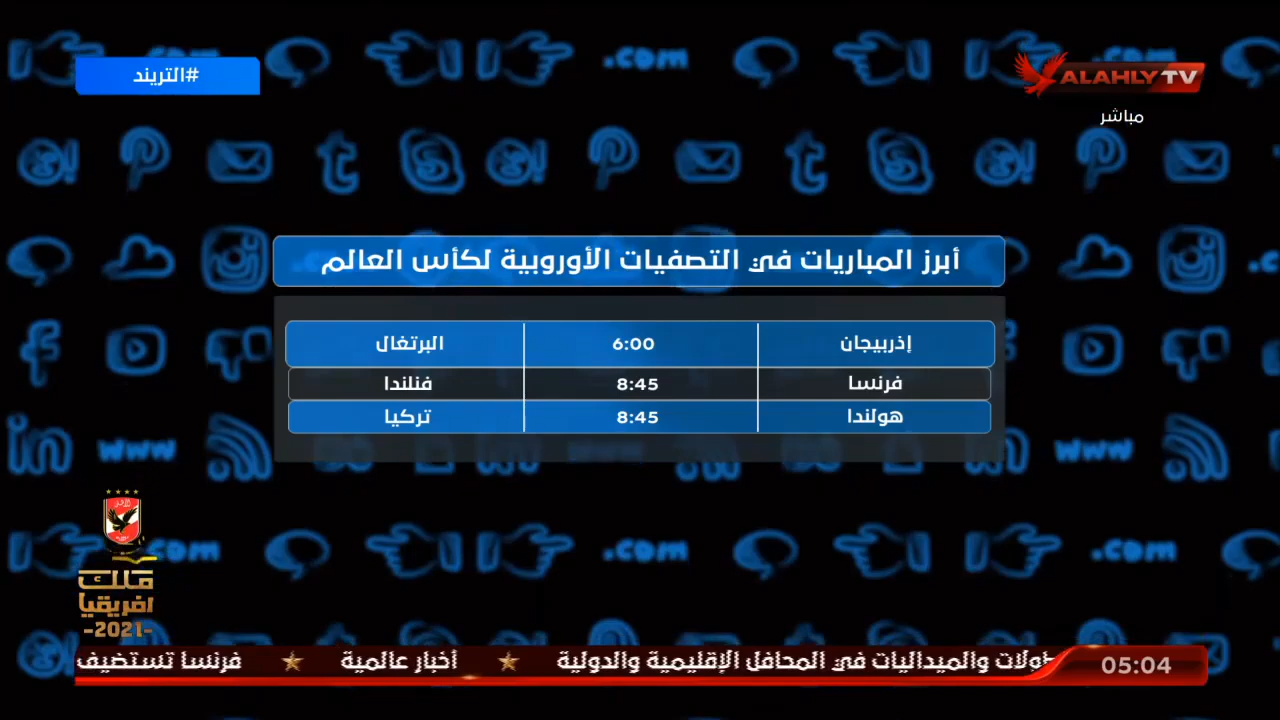 #التريند
ALAHLY TV
مباشر
أبرز المباريات في التصفيات الأوروبية لكأس العالم
إذربيجان 6:00 البرتغال
فرنسا 8:45 فنلندا
هولندا 8:45 تركيا
ملك
افريقيا
-2021-
05:04 والميداليات في المحافل الإقليمية والدولية ★ أخبار عالمية ★ فرنسا تستضيف